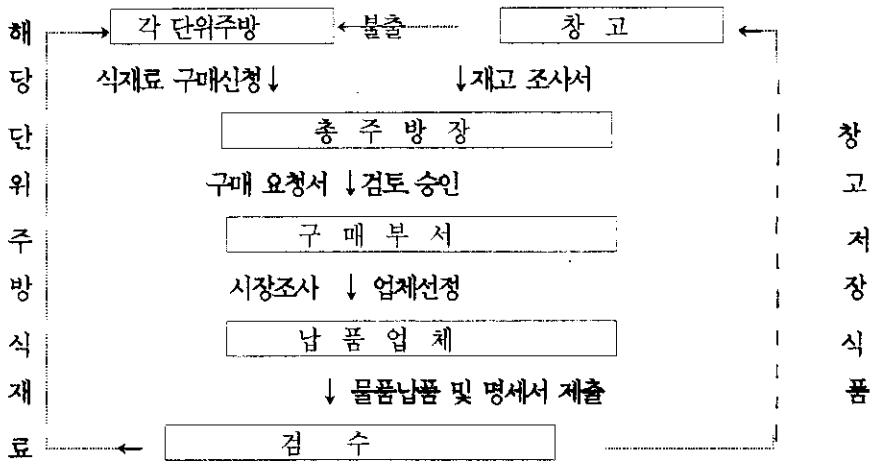 각 단위주방 ← 불출 창 고
식재료 구매신청↓ ↓재고 조사서
총 주 방 장
구매 요청서 ↓검토 승인
구 매 부 서
시장조사 ↓ 업체선정
납 품 업 체
↓ 물품납품 및 명세서 제출
검 수
해당단위주방식재료
창고저장식품